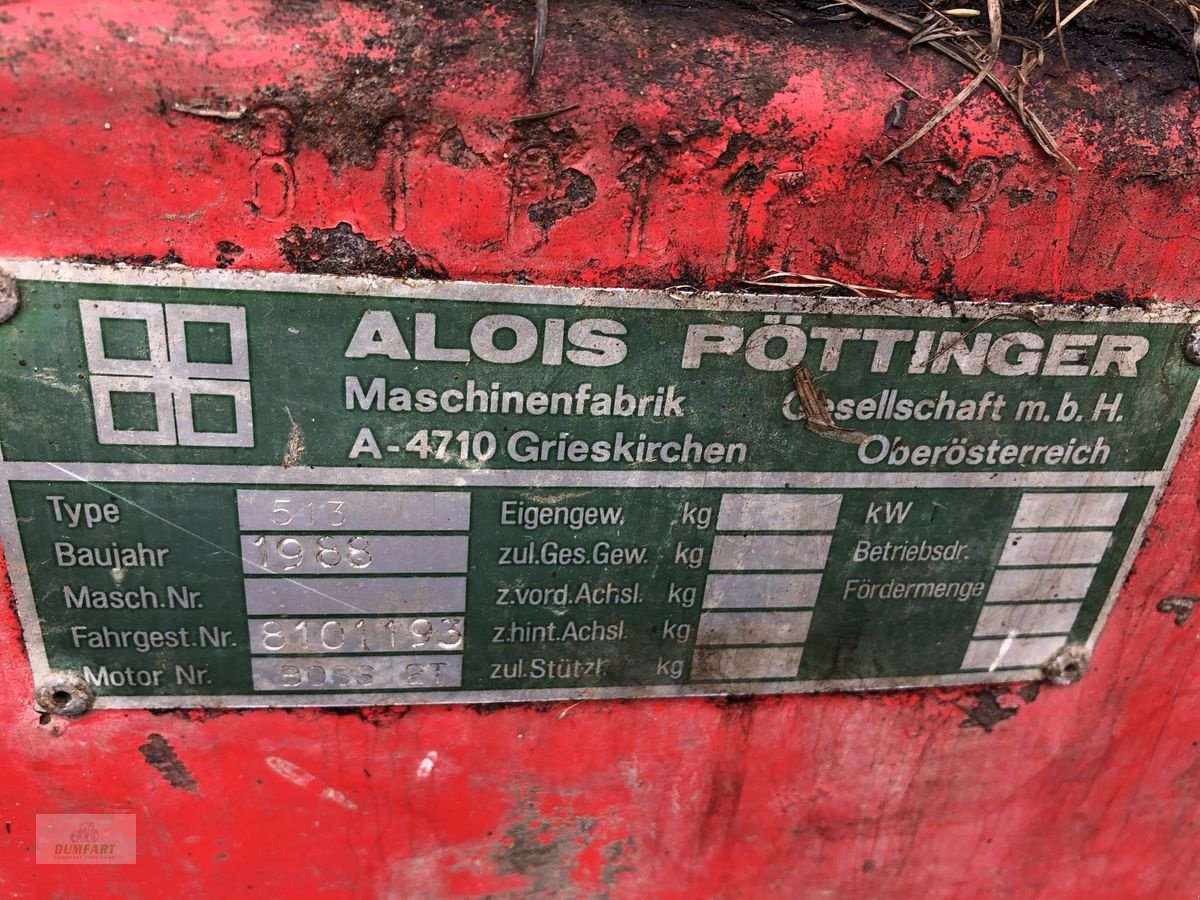 ALOIS PÖTTINGER
Maschinenfabrik Gesellschaft m.b.H.
A-4710 Grieskirchen Oberösterreich
Type 513 Eigengew. kg kW
Baujahr 1988 zul.Ges.Gew. kg Betriebsdr.
Masch.Nr. z.vord.Achsl. kg Fördermenge
Fahrgest.Nr. 8101193 z.hint.Achsl. kg
Motor Nr. BOSS zul.Stützl. kg
DUMFART